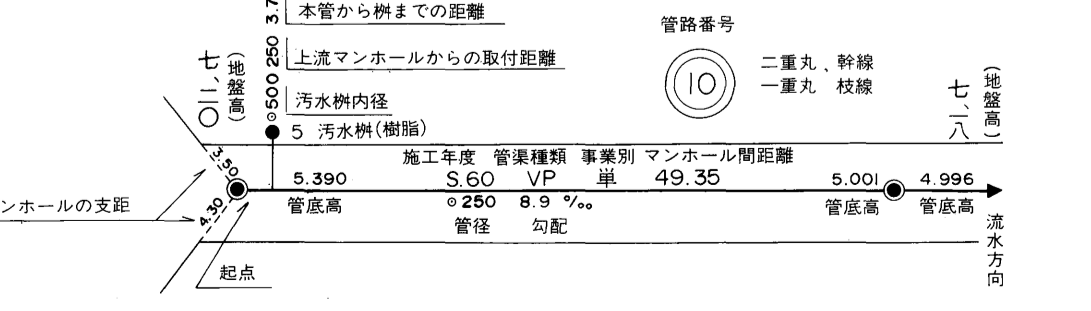 本管から桝までの距離
3.7
上流マンホールからの取付距離
250
汚水桝内径
500
5 汚水桝(樹脂)
管路番号
10
二重丸、幹線
一重丸 枝線
七、二〇
(地盤高)
七、一八
(地盤高)
施工年度 管渠種類 事業別 マンホール間距離
5.390 S.60 VP 単 49.35 5.001 4.996
管底高 250 8.9 ‰ 管底高 管底高
管径 勾配
3.50
4.30
ンホールの支距
起点
流水方向